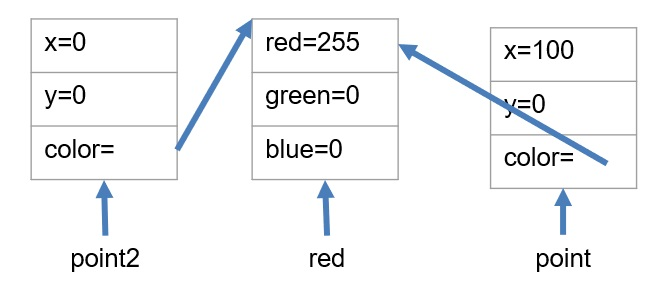 x=0
y=0
color=
point2
red=255
green=0
blue=0
red
x=100
y=0
color=
point